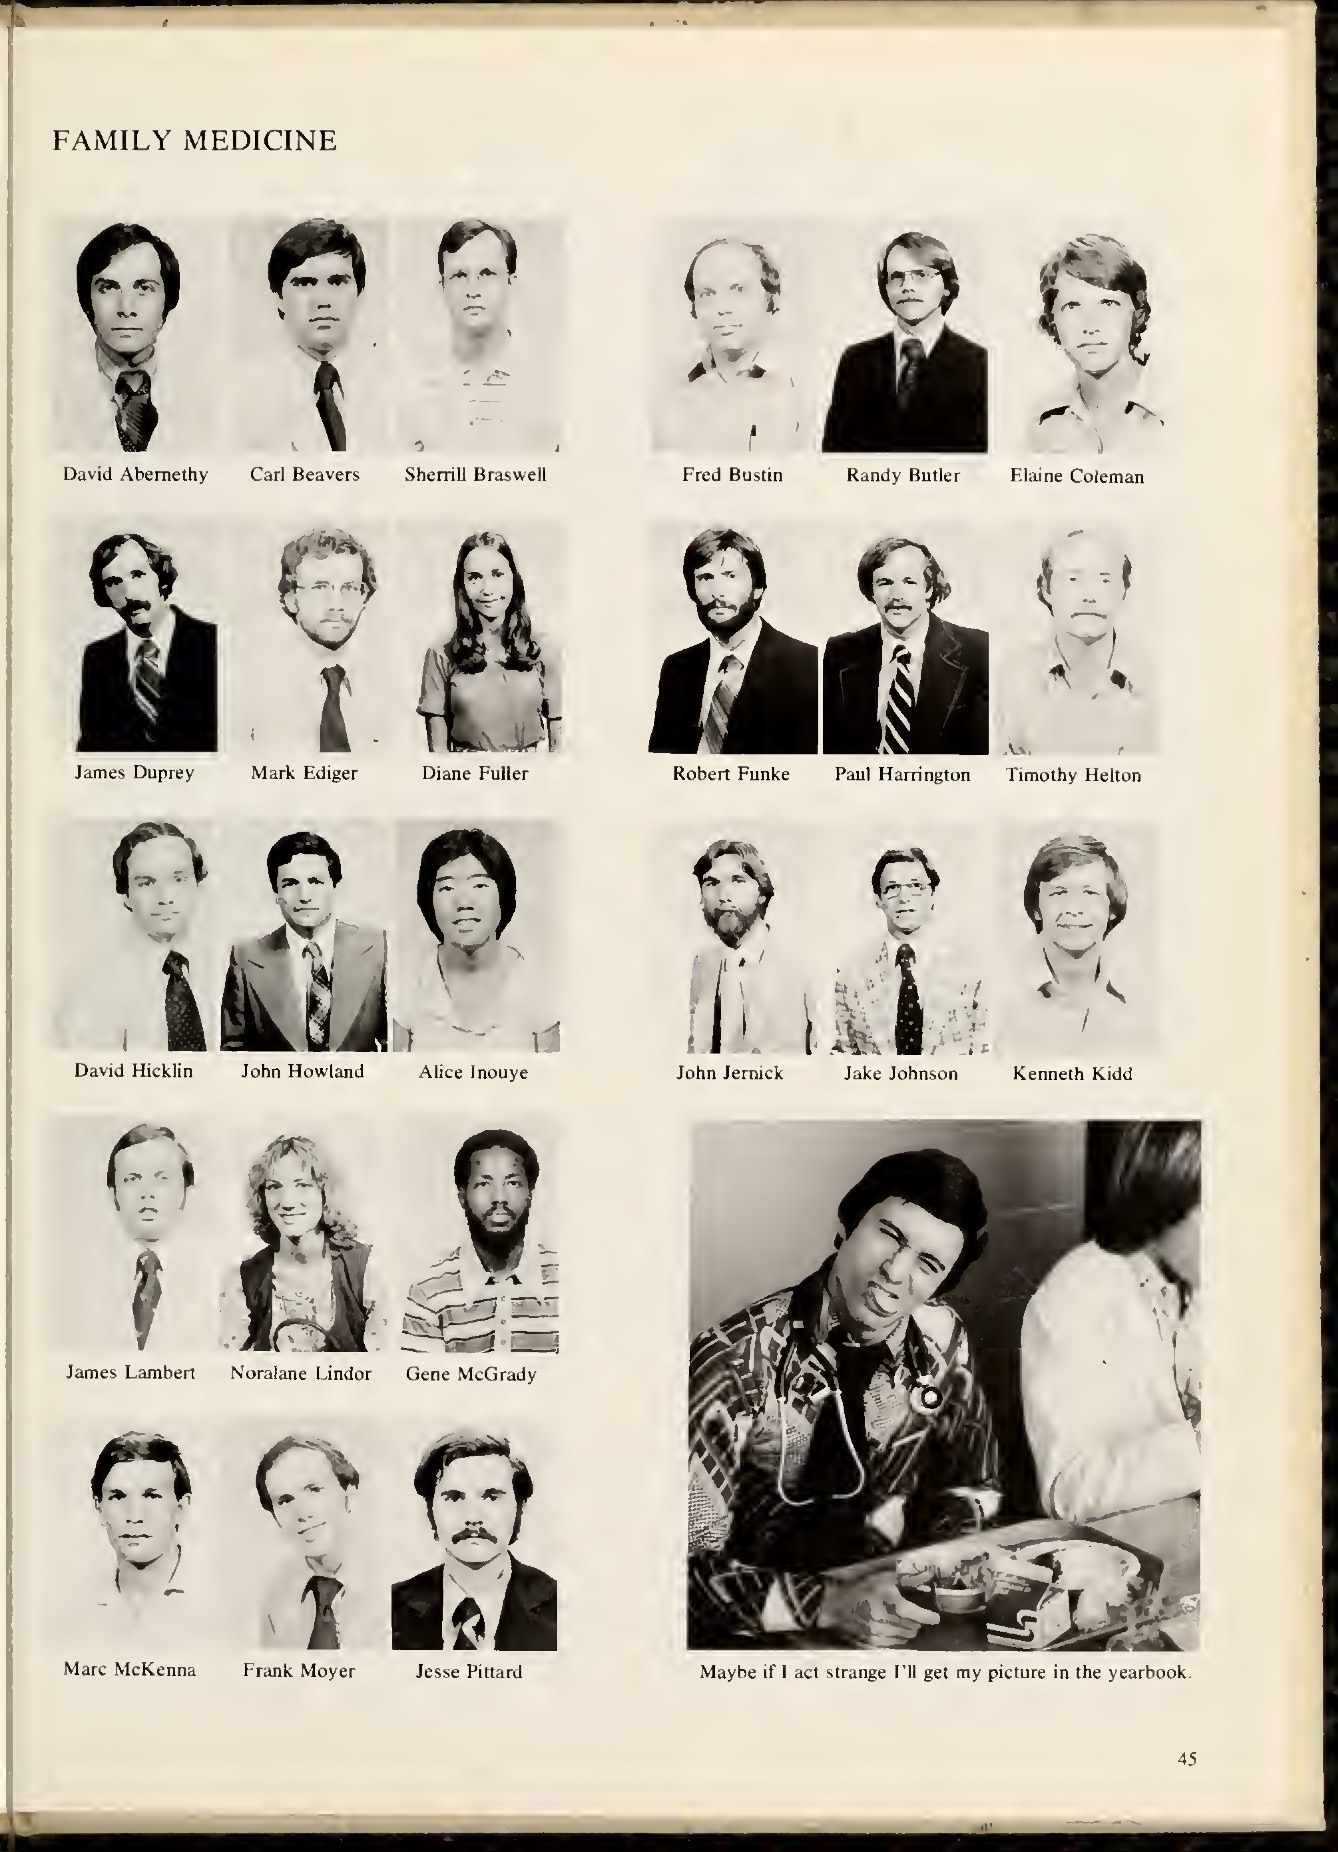 FAMILY MEDICINE
David Abernethy Carl Beavers Sherrill Braswell Fred Bustin Randy Butler Elaine Coleman
James Duprey Mark Ediger Diane Fuller Robert Funke Paul Harrington Timothy Helton
David Hicklin John Howland Alice Inouye John Jernick Jake Johnson Kenneth Kidd
James Lambert Noralane Lindor Gene McGrady
Marc McKenna Frank Moyer Jesse Pittard Maybe if I act strange I'll get my picture in the yearbook.
45